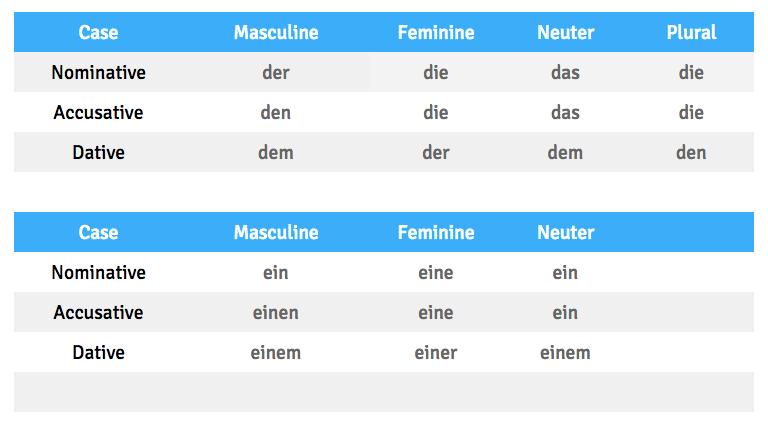 Case Masculine Feminine Neuter Plural
Nominative der die das die
Accusative den die das die
Dative dem der dem den
Case Masculine Feminine Neuter
Nominative ein eine ein
Accusative einen eine ein
Dative einem einer einem